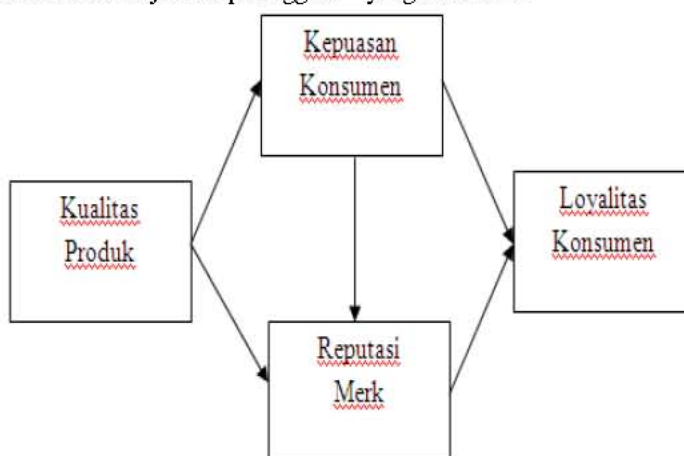 Kepuasan
Konsumen
Kualitas
Produk
Loyalitas
Konsumen
Reputasi
Merk